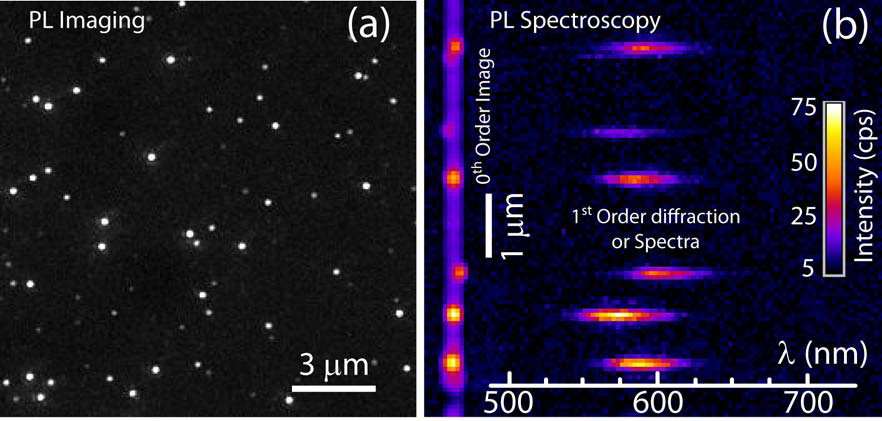 PL Imaging
(a)
3 μm
PL Spectroscopy
(b)
0th Order Image
1 μm
1st Order diffraction
or Spectra
75
50
25
5
Intensity (cps)
λ (nm)
500
600
700